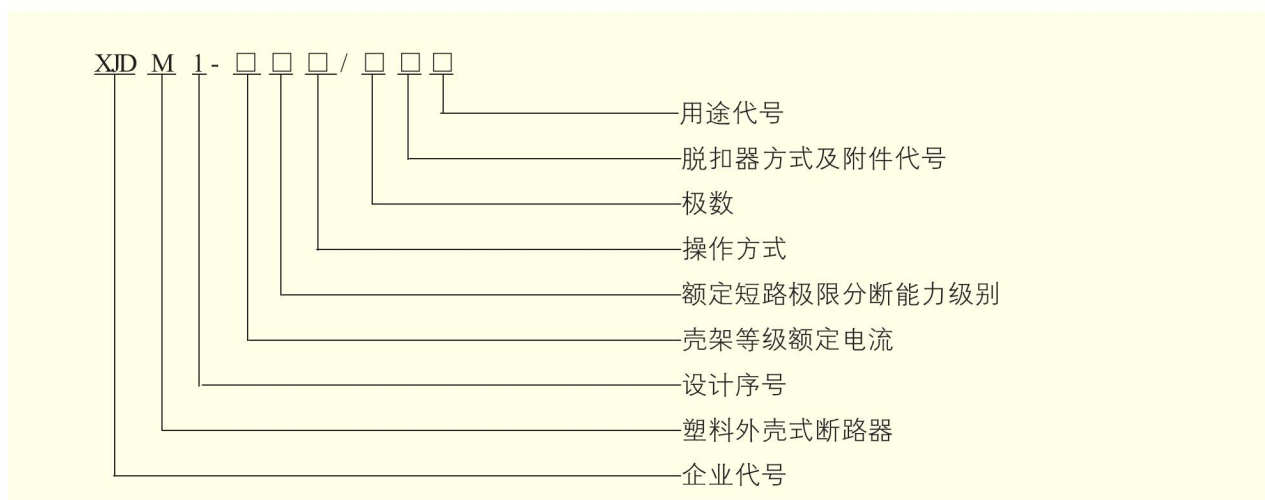 XJD M 1 - □ □ □ / □ □ □
用途代号
脱扣器方式及附件代号
极数
操作方式
额定短路极限分断能力级别
壳架等级额定电流
设计序号
塑料外壳式断路器
企业代号